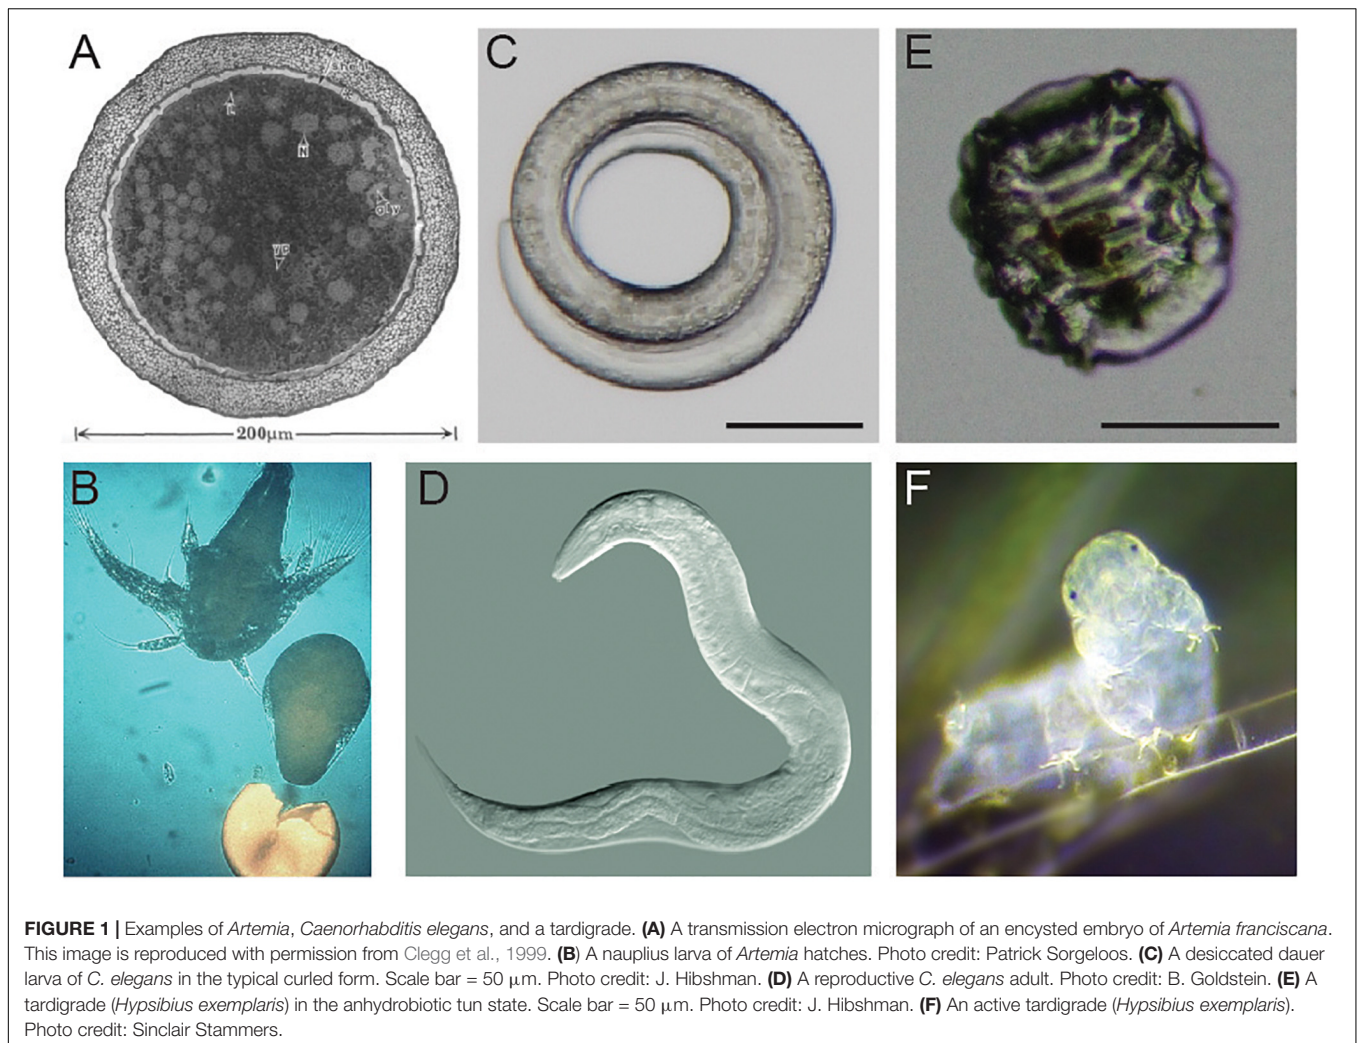 A
C
E
L
N
Gly
YP
200μm
B
D
F
FIGURE 1 | Examples of Artemia, Caenorhabditis elegans, and a tardigrade. (A) A transmission electron micrograph of an encysted embryo of Artemia franciscana.
This image is reproduced with permission from Clegg et al., 1999. (B) A nauplius larva of Artemia hatches. Photo credit: Patrick Sorgeloos. (C) A desiccated dauer
larva of C. elegans in the typical curled form. Scale bar = 50 μm. Photo credit: J. Hibshman. (D) A reproductive C. elegans adult. Photo credit: B. Goldstein. (E) A
tardigrade (Hypsibius exemplaris) in the anhydrobiotic tun state. Scale bar = 50 μm. Photo credit: J. Hibshman. (F) An active tardigrade (Hypsibius exemplaris).
Photo credit: Sinclair Stammers.